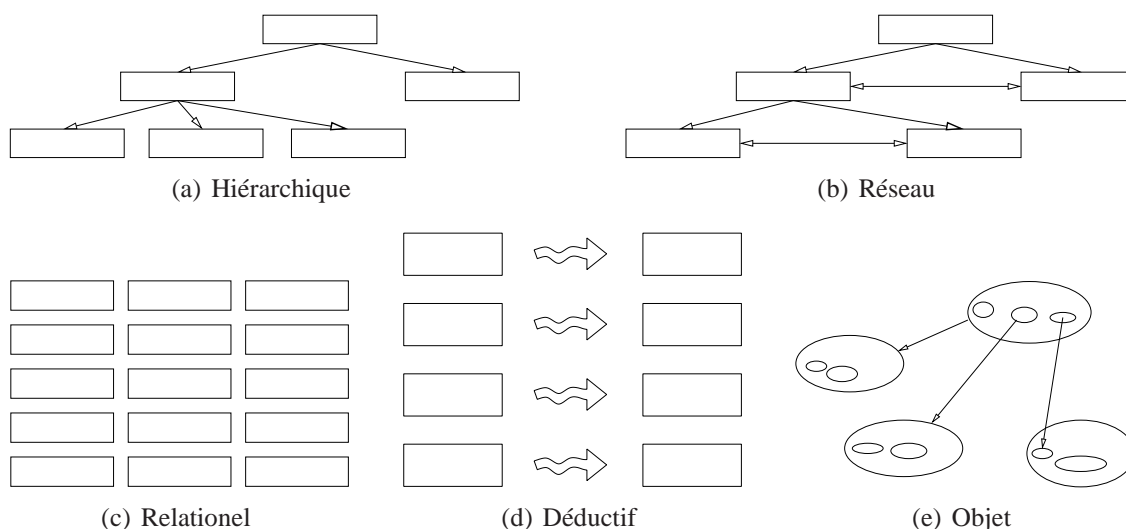 (a) Hiérarchique
(b) Réseau
(c) Relationel
(d) Déductif
(e) Objet